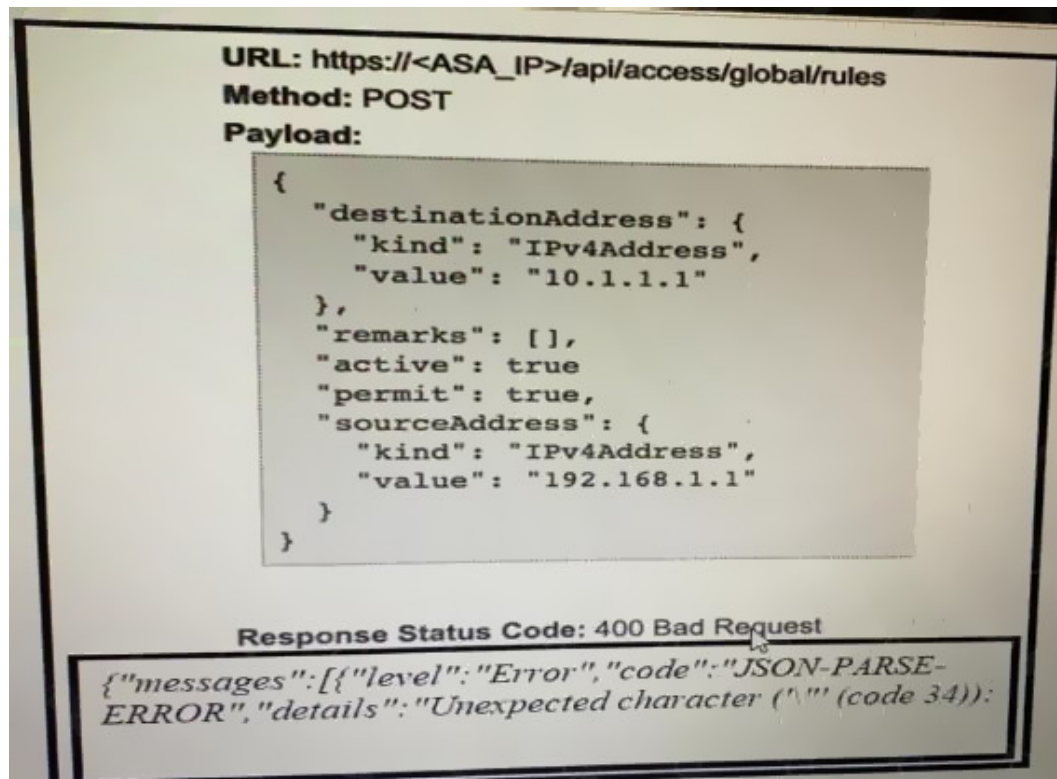 URL: https://<ASA_IP>/api/access/global/rules
Method: POST
Payload:
{
"destinationAddress": {
"kind": "IPv4Address",
"value": "10.1.1.1"
},
"remarks": [],
"active": true
"permit": true,
"sourceAddress": {
"kind": "IPv4Address",
"value": "192.168.1.1"
}
}
Response Status Code: 400 Bad Request
{"messages":[{"level":"Error","code":"JSON-PARSE-
ERROR","details":"Unexpected character ('\"' (code 34)):